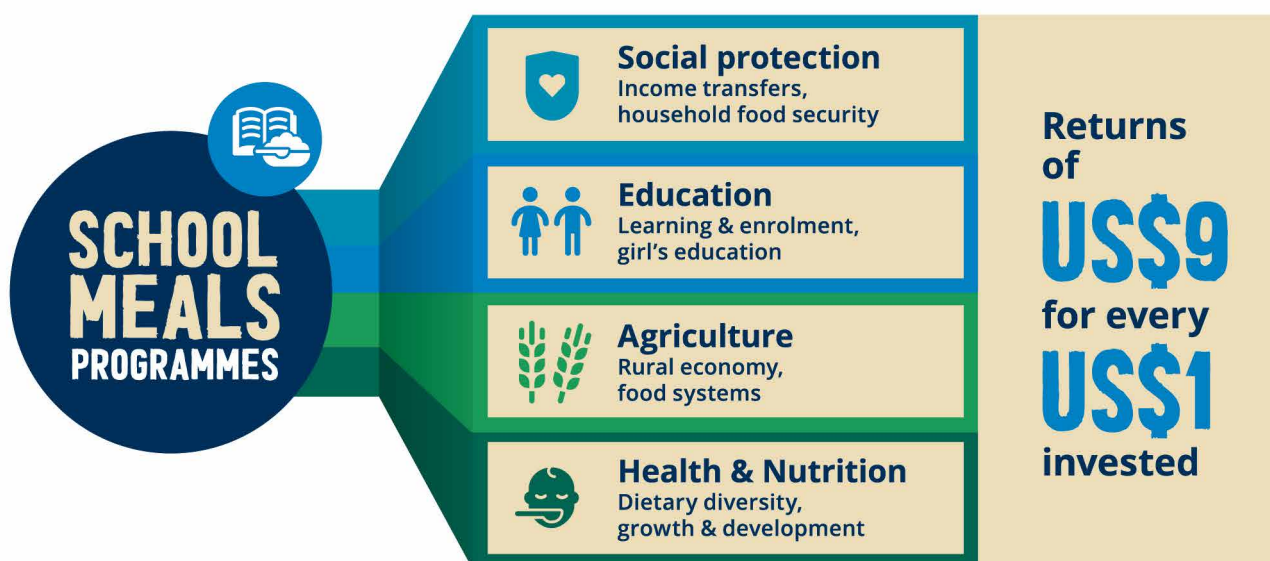 SCHOOL
MEALS
PROGRAMMES
Social protection
Income transfers,
household food security
Education
Learning & enrolment,
girl's education
Agriculture
Rural economy,
food systems
Health & Nutrition
Dietary diversity,
growth & development
Returns
of
US$9
for every
US$1
invested